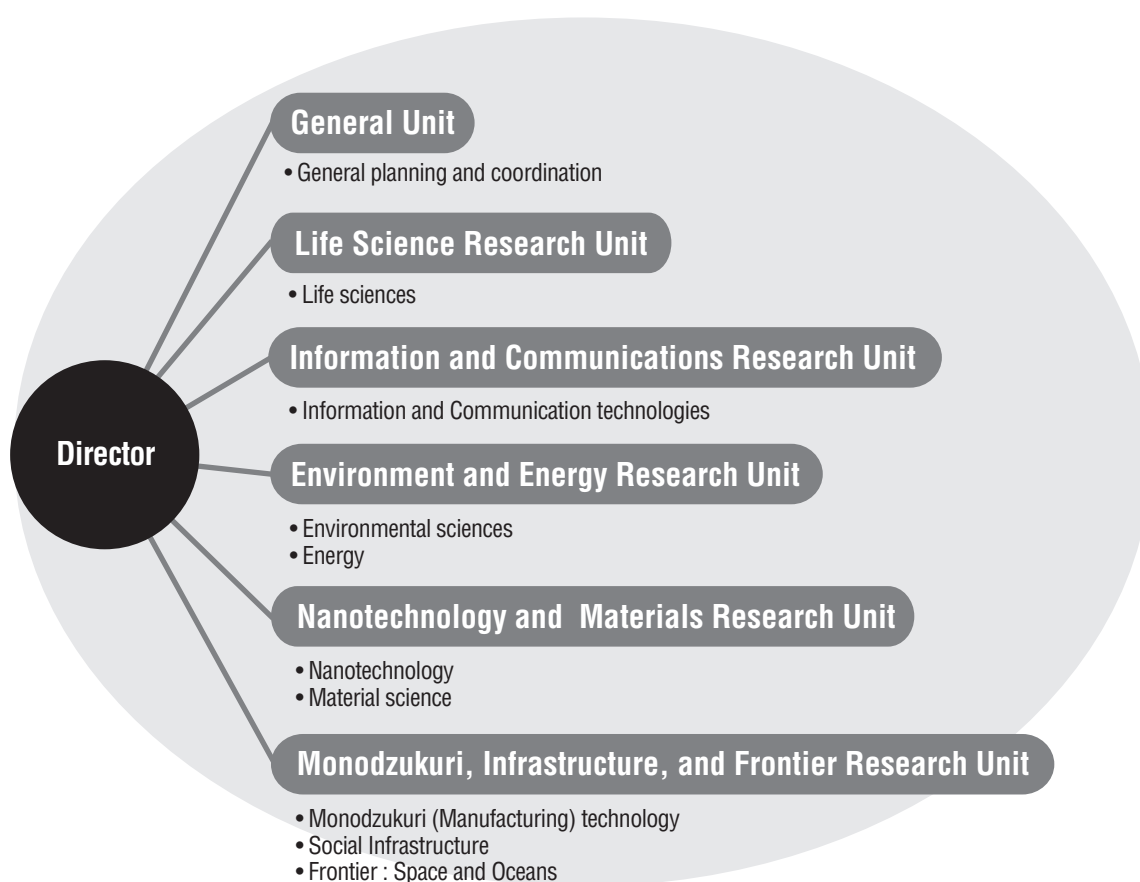 General Unit
• General planning and coordination
Life Science Research Unit
• Life sciences
Information and Communications Research Unit
• Information and Communication technologies
Director
Environment and Energy Research Unit
• Environmental sciences
• Energy
Nanotechnology and Materials Research Unit
• Nanotechnology
• Material science
Monodzukuri, Infrastructure, and Frontier Research Unit
• Monodzukuri (Manufacturing) technology
• Social Infrastructure
• Frontier : Space and Oceans